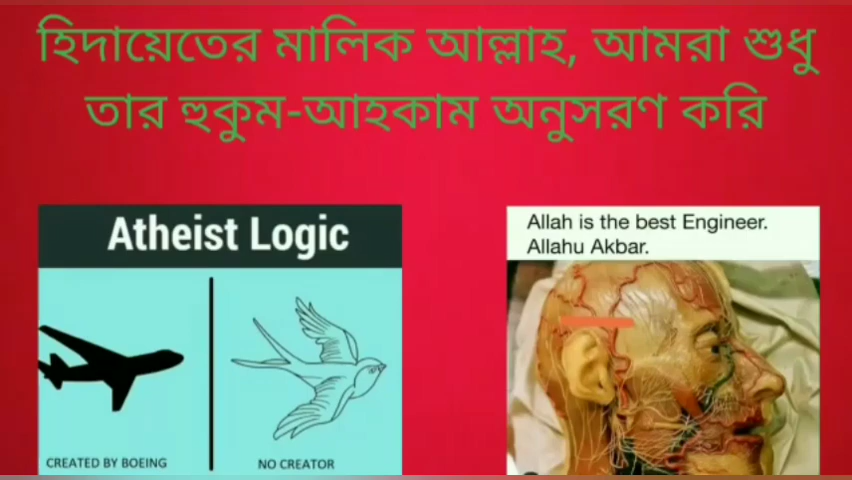 হিদায়েতের মালিক আল্লাহ, আমরা শুধু
তার হুকুম-আহকাম অনুসরণ করি
Atheist Logic
CREATED BY BOEING
NO CREATOR
Allah is the best Engineer.
Allahu Akbar.